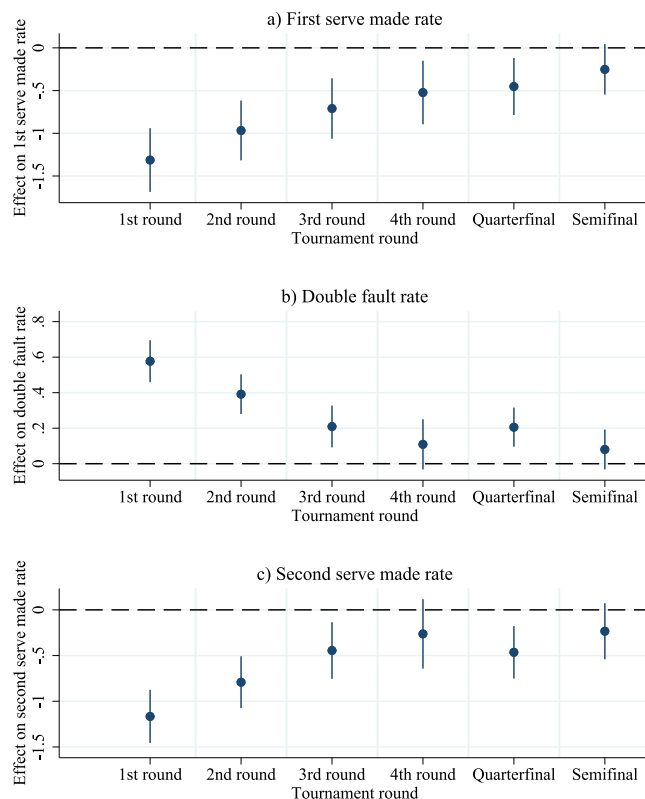 a) First serve made rate
Effect on 1st serve made rate
0
-.5
-1
-1.5
1st round 2nd round 3rd round 4th round Quarterfinal Semifinal
Tournament round
b) Double fault rate
Effect on double fault rate
.8
.6
.4
.2
0
1st round 2nd round 3rd round 4th round Quarterfinal Semifinal
Tournament round
c) Second serve made rate
Effect on second serve made rate
0
-.5
-1
-1.5
1st round 2nd round 3rd round 4th round Quarterfinal Semifinal
Tournament round